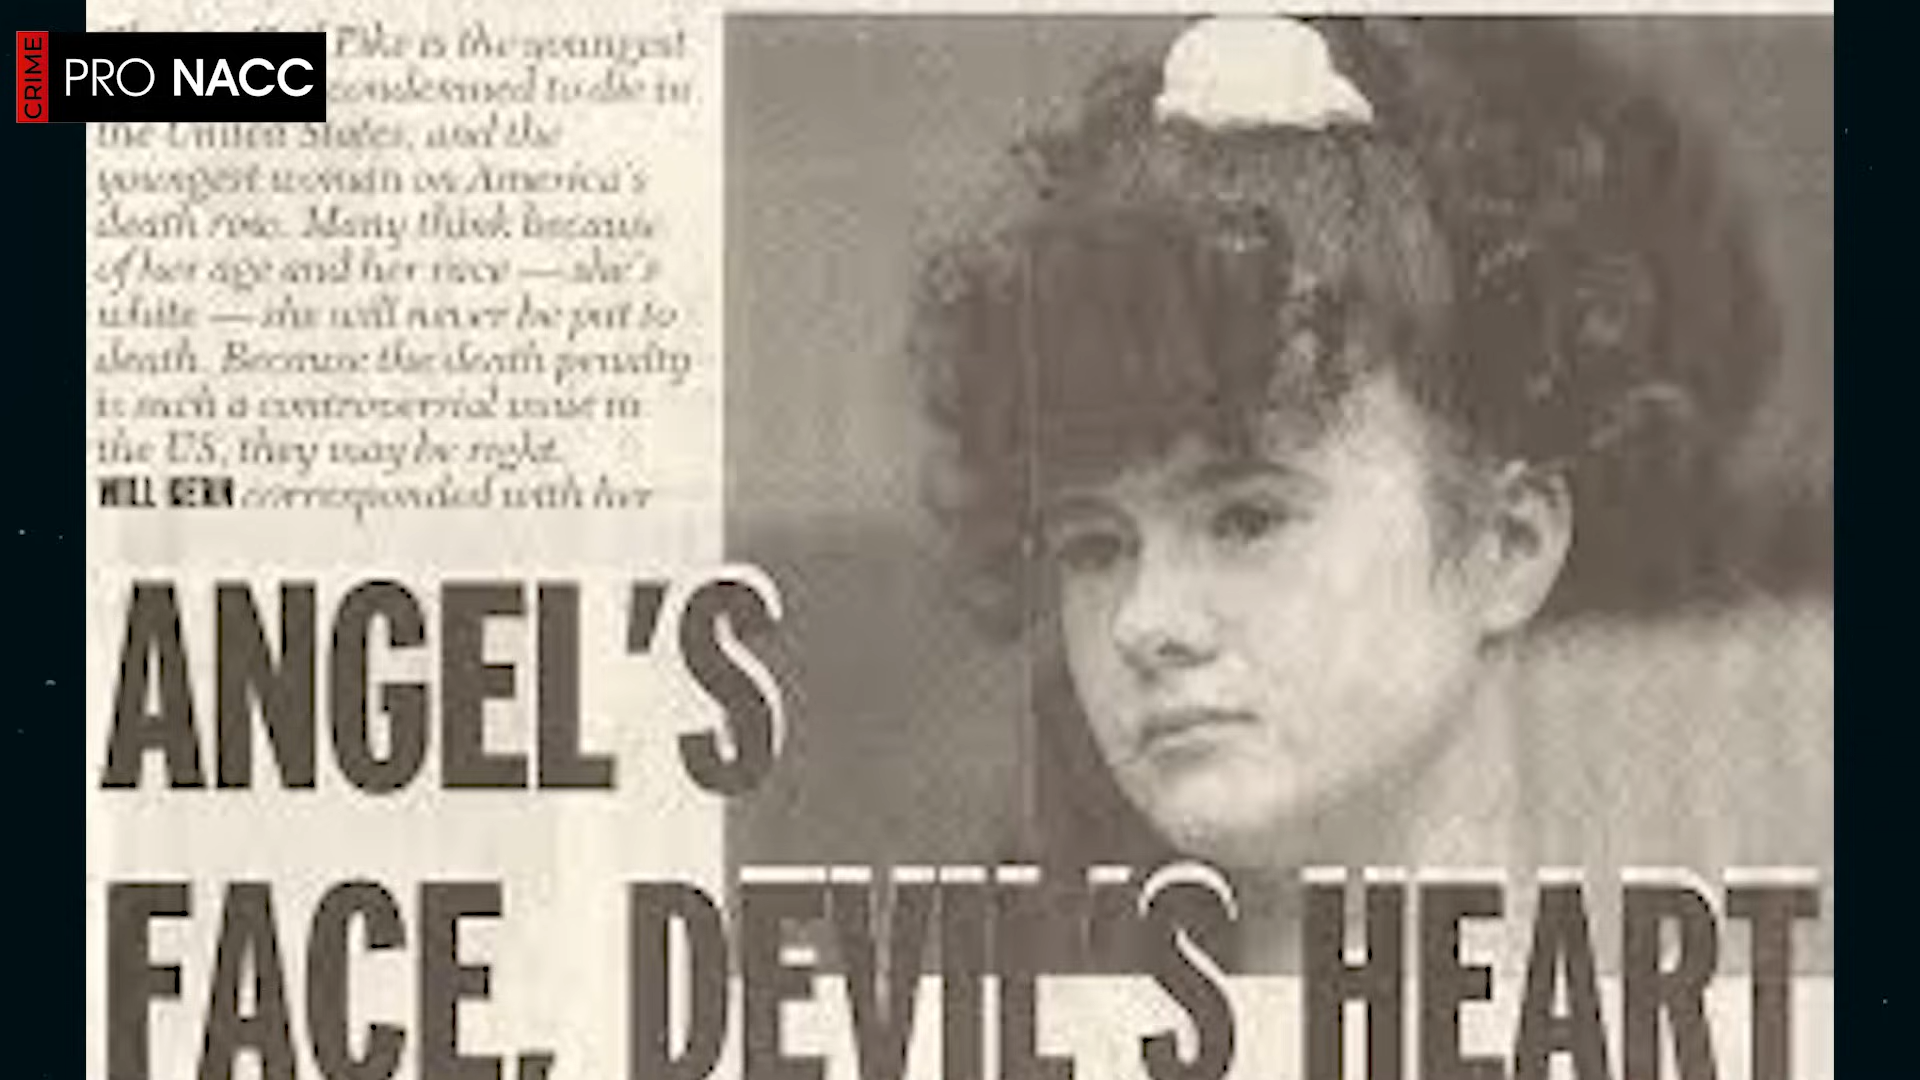 CRIME
PRO NACC
Pike is the youngest
condemned to die in
the United States, and the
youngest woman on America's
death row. Many think because
of her age and her race — she's
white — she will never be put to
death. Because the death penalty
is such a controversial issue in
the US, they may be right.
WILL corresponded with her
ANGEL'S
FACE, DEVIL'S HEART